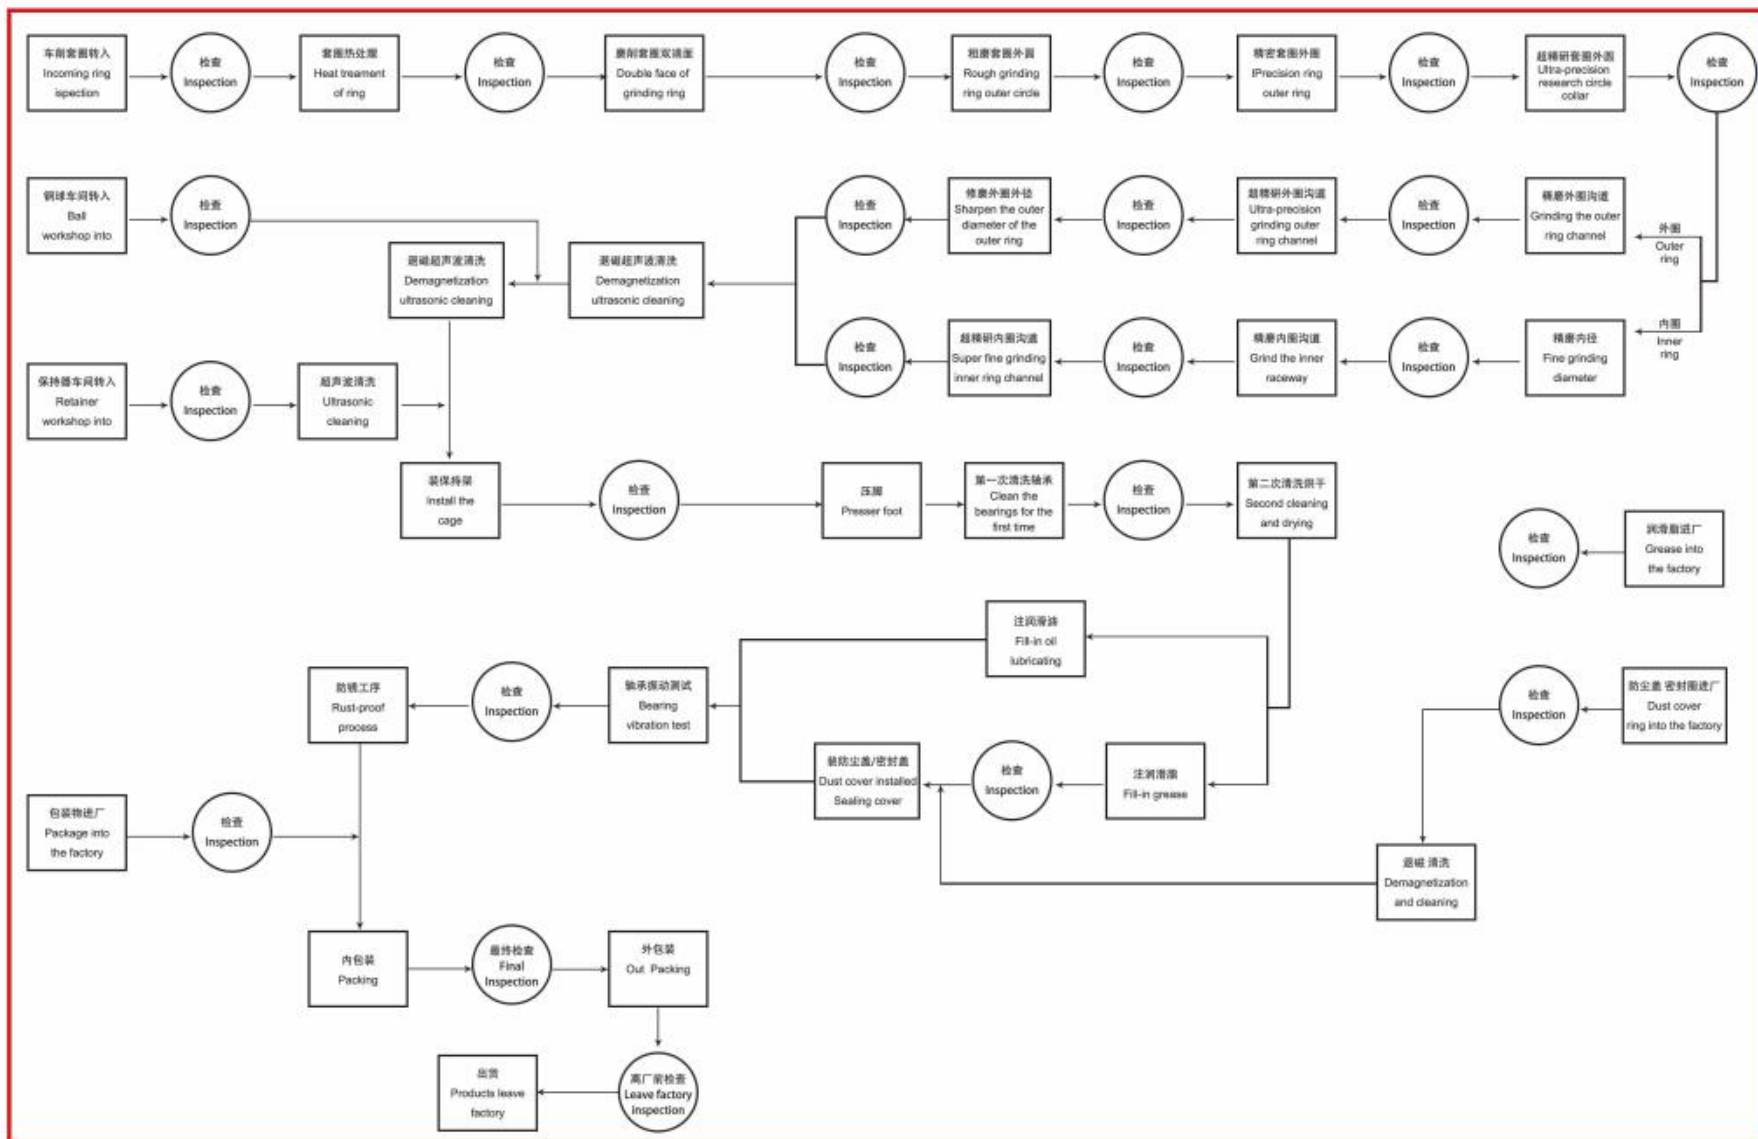 车削套圈转入
Incoming ring
ispection
检查
Inspection
套圈热处理
Heat treament
of ring
检查
Inspection
磨削套圈双端面
Double face of
grinding ring
检查
Inspection
粗磨套圈外圆
Rough grinding
ring outer circle
检查
Inspection
精密套圈外圈
IPrecision ring
outer ring
检查
Inspection
超精研套圈外圆
Ultra-precision
research circle
collar
检查
Inspection
钢球车间转入
Ball
workshop into
检查
Inspection
检查
Inspection
修磨外圈外径
Sharpen the outer
diameter of the
outer ring
检查
Inspection
超精研外圈沟道
Ultra-precision
grinding outer
ring channel
检查
Inspection
精磨外圈沟道
Grinding the outer
ring channel
外圈
Outer
ring
退磁超声波清洗
Demagnetization
ultrasonic cleaning
退磁超声波清洗
Demagnetization
ultrasonic cleaning
检查
Inspection
超精研内圈沟道
Super fine grinding
inner ring channel
检查
Inspection
精磨内圈沟道
Grind the inner
raceway
检查
Inspection
精磨内径
Fine grinding
diameter
内圈
Inner
ring
保持器车间转入
Retainer
workshop into
检查
Inspection
超声波清洗
Ultrasonic
cleaning
装保持架
Install the
cage
检查
Inspection
压脚
Presser foot
第一次清洗轴承
Clean the
bearings for the
first time
检查
Inspection
第二次清洗烘干
Second cleaning
and drying
检查
Inspection
润滑脂进厂
Grease into
the factory
注润滑油
Fill-in oil
lubricating
防锈工序
Rust-proof
process
检查
Inspection
轴承振动测试
Bearing
vibration test
检查
Inspection
防尘盖 密封圈进厂
Dust cover
ring into the factory
装防尘盖/密封盖
Dust cover installed
Sealing cover
检查
Inspection
注润滑脂
Fill-in grease
包装物进厂
Package into
the factory
检查
Inspection
退磁 清洗
Demagnetization
and cleaning
内包装
Packing
最终检查
Final
Inspection
外包装
Out Packing
出货
Products leave
factory
离厂前检查
Leave factory
inspection